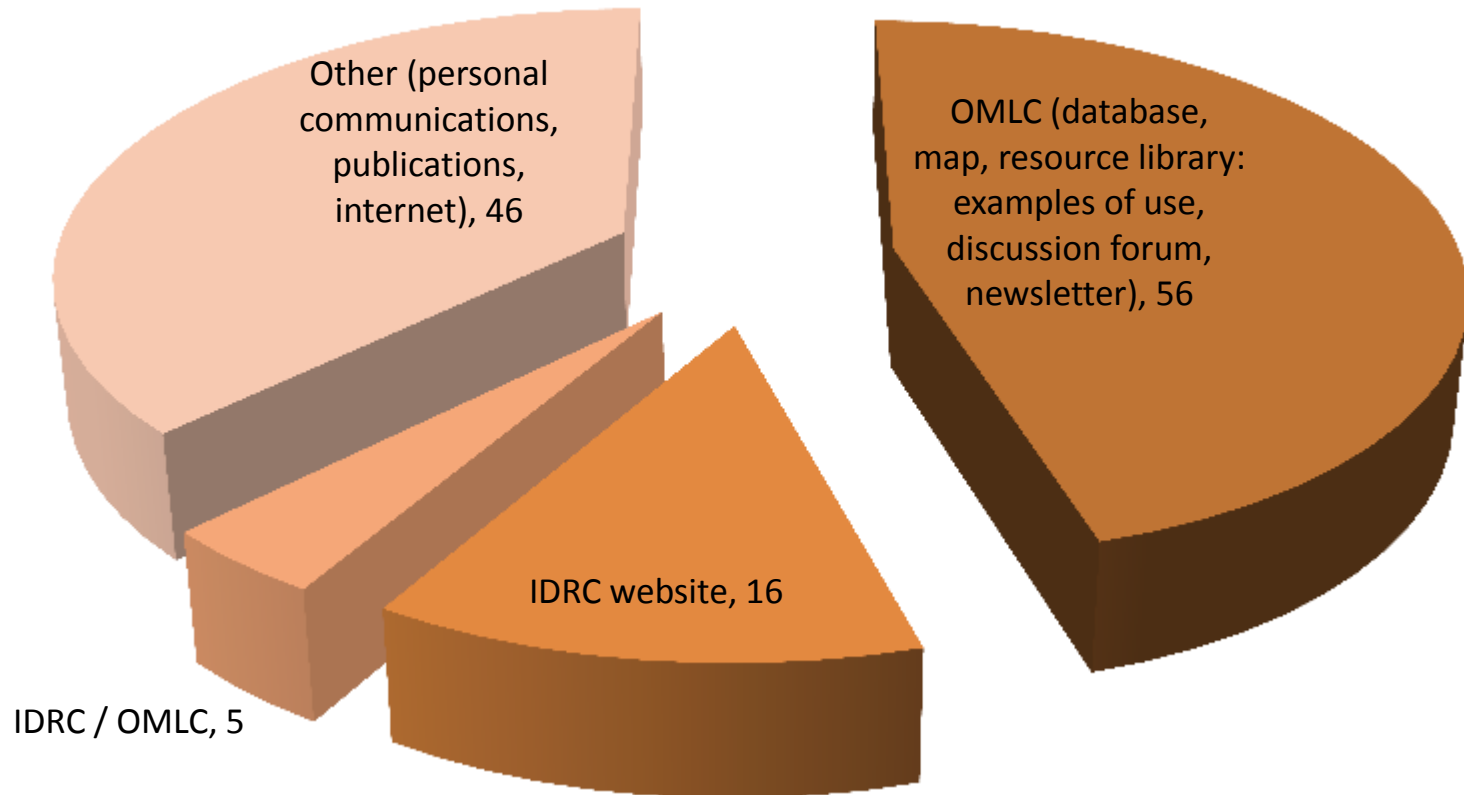 Other (personal
communications,
publications,
internet), 46
OMLC (database,
map, resource library:
examples of use,
discussion forum,
newsletter), 56
IDRC website, 16
IDRC / OMLC, 5